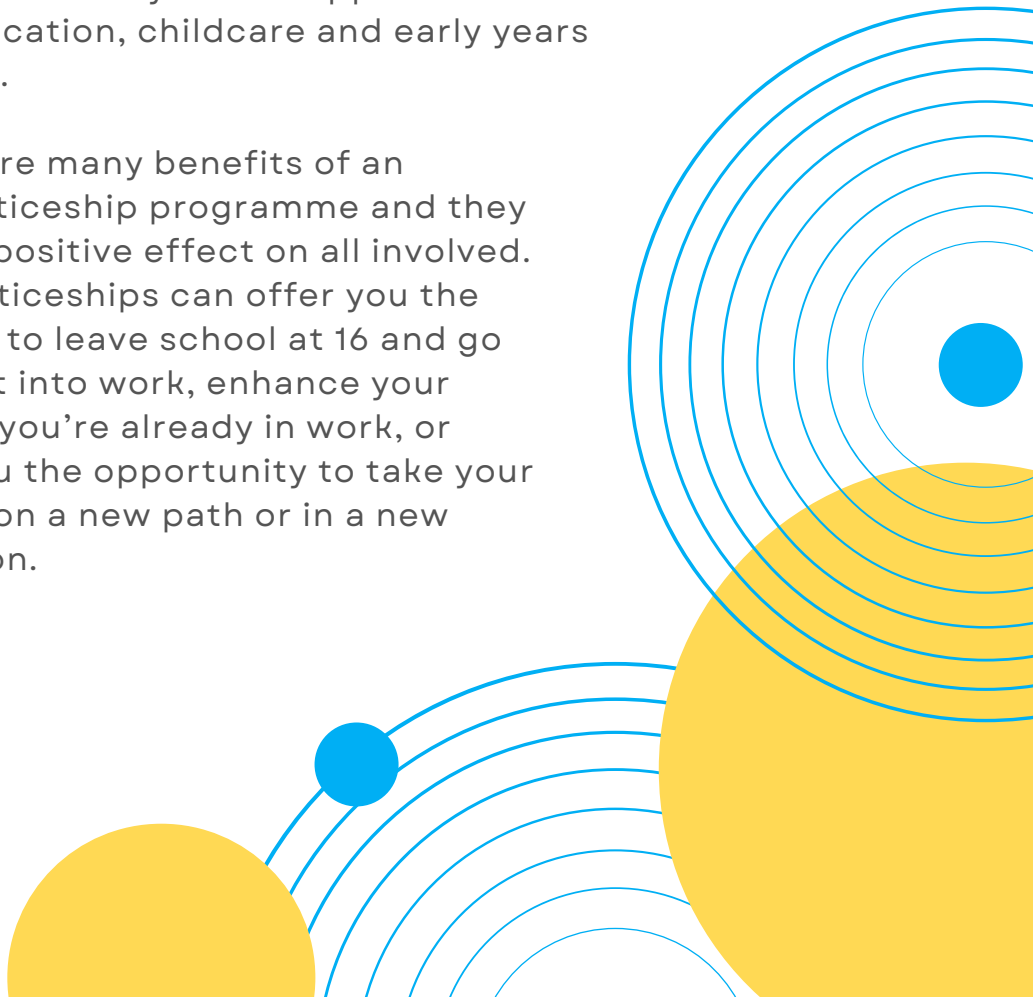 cation, childcare and early years
.
re many benefits of an
ticeship programme and they
positive effect on all involved.
ticeships can offer you the
to leave school at 16 and go
t into work, enhance your
you’re already in work, or
u the opportunity to take your
on a new path or in a new
on.